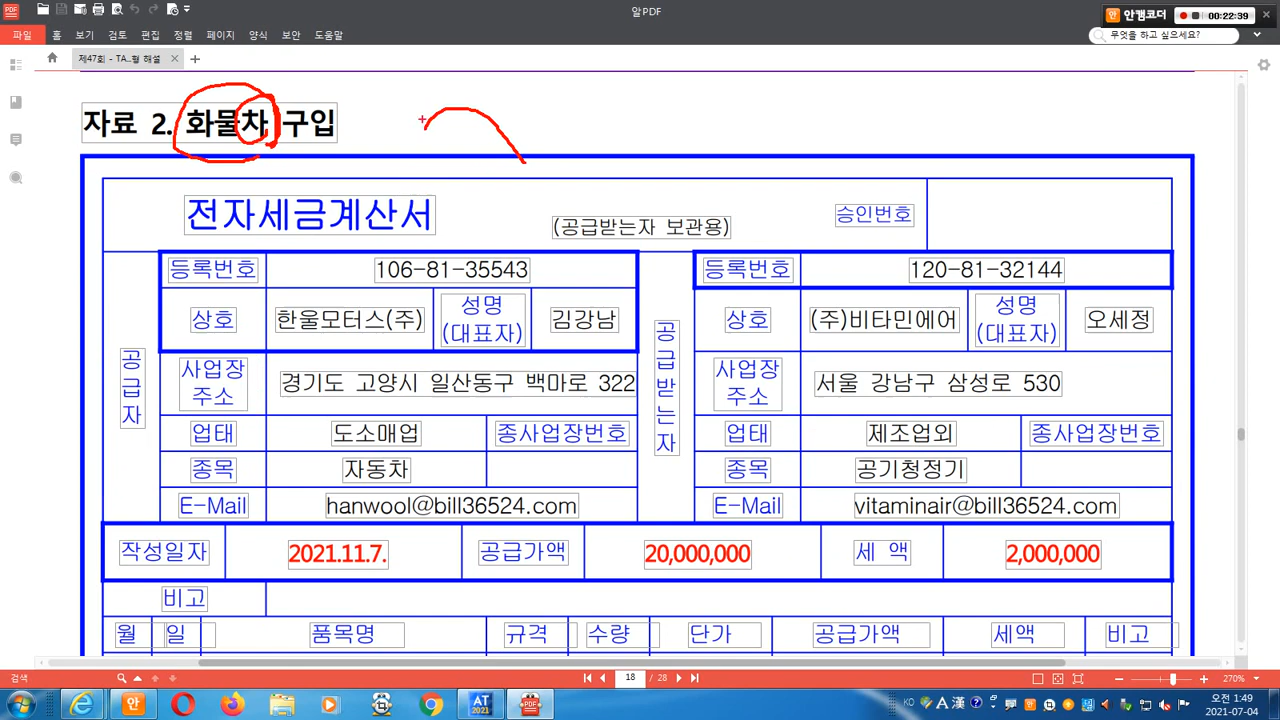 알PDF
안캠코더 00:22:39
파일 홈 보기 검토 편집 정렬 페이지 양식 보안 도움말
무엇을 하고 싶으세요?
제47회 - TA..형 해설
자료 2. 화물차 구입
전자세금계산서 (공급받는자 보관용) 승인번호
공급자 등록번호 106-81-35543 공급받는자 등록번호 120-81-32144
상호 한울모터스(주) 성명 (대표자) 김강남 상호 (주)비타민에어 성명 (대표자) 오세정
사업장 주소 경기도 고양시 일산동구 백마로 322 사업장 주소 서울 강남구 삼성로 530
업태 도소매업 종사업장번호 업태 제조업외 종사업장번호
종목 자동차 종목 공기청정기
E-Mail hanwool@bill36524.com E-Mail vitaminair@bill36524.com
작성일자 2021.11.7. 공급가액 20,000,000 세 액 2,000,000
비고
월 일 품목명 규격 수량 단가 공급가액 세액 비고
검색 18 / 28 270%
안 AT 2021 PDF KO A 漢 오전 1:49
2021-07-04